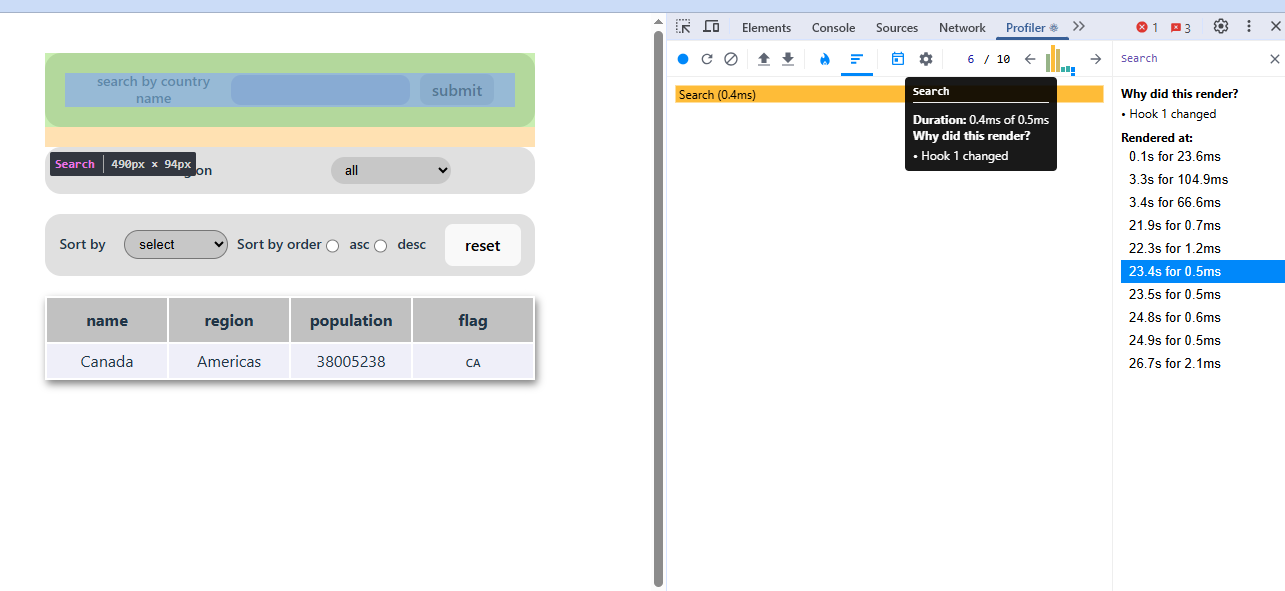 search by country
name
submit
Search 490px × 94px
gion
all
Sort by
select
Sort by order
asc
desc
reset
name region population flag
Canada Americas 38005238 CA
Elements Console Sources Network Profiler
1 3
6 / 10
Search (0.4ms)
Search
Duration: 0.4ms of 0.5ms
Why did this render?
• Hook 1 changed
Search
Why did this render?
• Hook 1 changed
Rendered at:
0.1s for 23.6ms
3.3s for 104.9ms
3.4s for 66.6ms
21.9s for 0.7ms
22.3s for 1.2ms
23.4s for 0.5ms
23.5s for 0.5ms
24.8s for 0.6ms
24.9s for 0.5ms
26.7s for 2.1ms